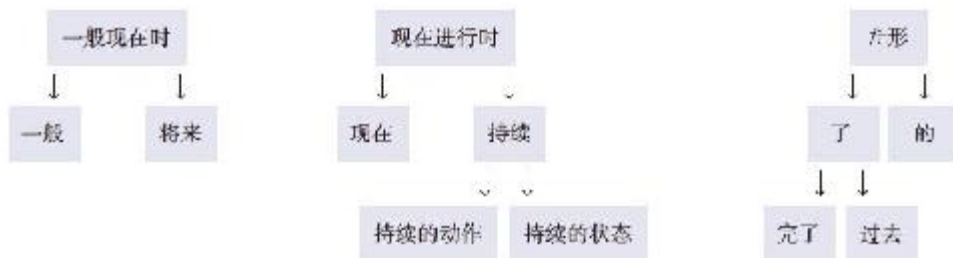 一般现在时 现在进行时 た形
一般 将来 现在 持续 了 的
持续的动作 持续的状态 完了 过去